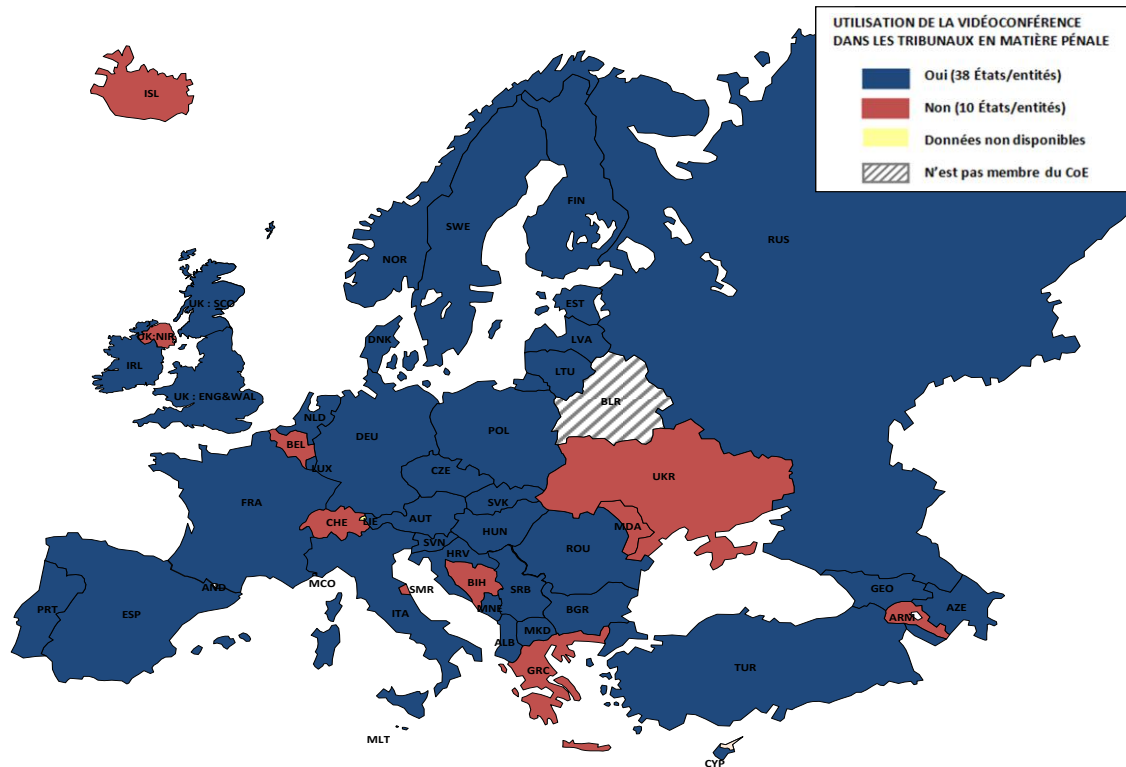 UTILISATION DE LA VIDÉOCONFÉRENCE
DANS LES TRIBUNAUX EN MATIÈRE PÉNALE
Oui (38 États/entités)
Non (10 États/entités)
Données non disponibles
N'est pas membre du CoE
ISL
FIN
SWE
RUS
NOR
UK : SCO
EST
UK:NIR
DNK
LVA
IRL
LTU
UK : ENG&WAL
BLR
NLD
POL
DEU
BEL
LUX
CZE
UKR
FRA
SVK
CHE
LIE
AUT
MDA
HUN
SVN
ROU
HRV
MCO
AND
BIH
SMR
SRB
GEO
PRT
ESP
ITA
MNE
BGR
AZE
ARM
MKD
ALB
GRC
TUR
MLT
CYP